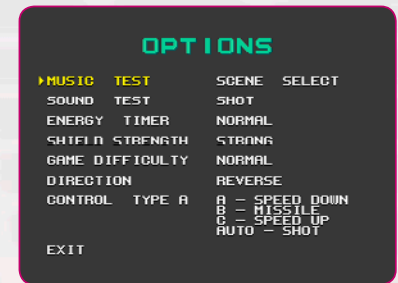 OPTIONS
MUSIC TEST SCENE SELECT
SOUND TEST SHOT
ENERGY TIMER NORMAL
SHIELD STRENGTH STRONG
GAME DIFFICULTY NORMAL
DIRECTION REVERSE
CONTROL TYPE A A - SPEED DOWN
B - MISSILE
C - SPEED UP
AUTO - SHOT
EXIT